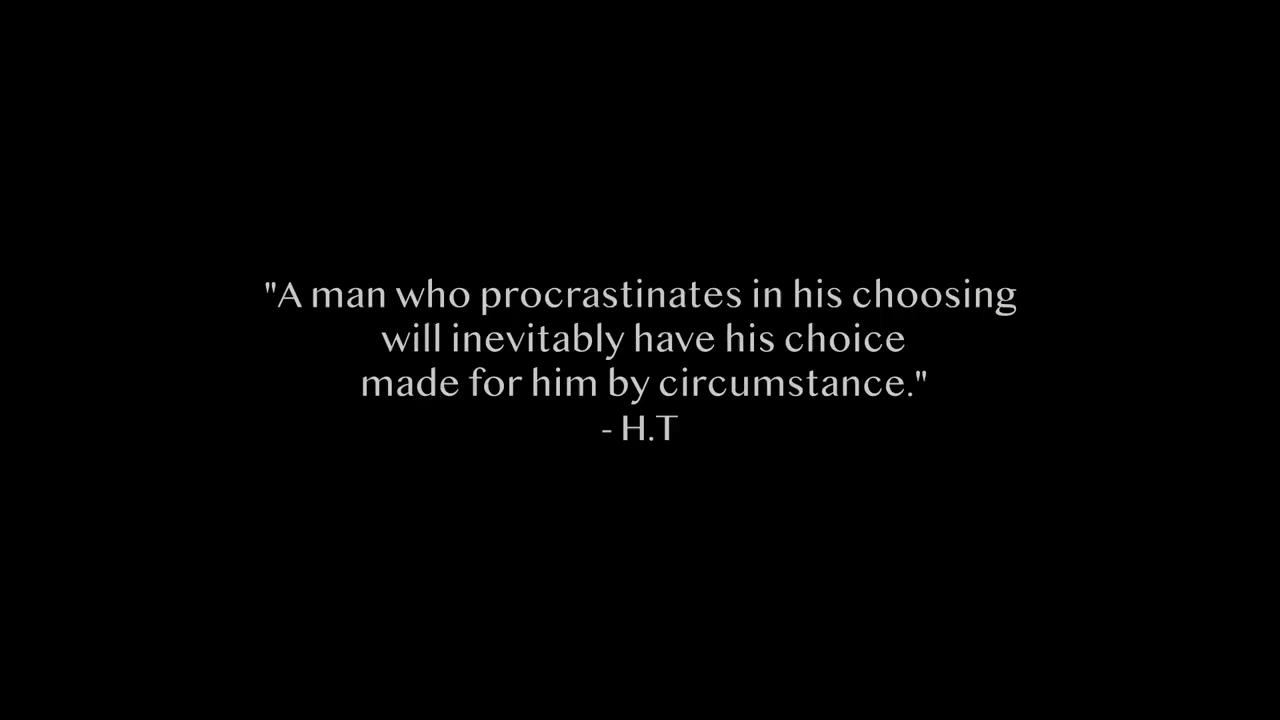 "A man who procrastinates in his choosing
will inevitably have his choice
made for him by circumstance."
- H.T